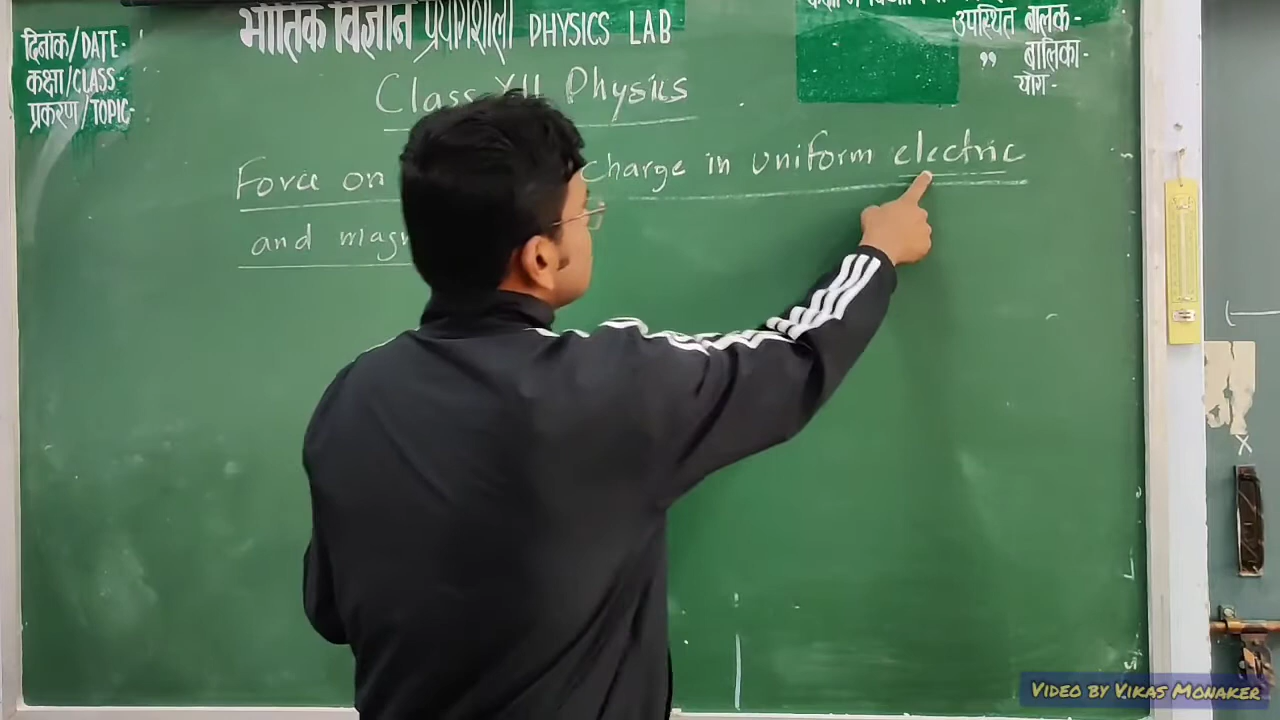 दिनांक/DATE-
कक्षा/CLASS-
प्रकरण/TOPIC-
भौतिक विज्ञान प्रयोगशाला PHYSICS LAB
उपस्थित बालक-
,, बालिका-
योग-
Class XII Physics
Force on charge in uniform electric
and
VIDEO BY VIKAS MONAKER